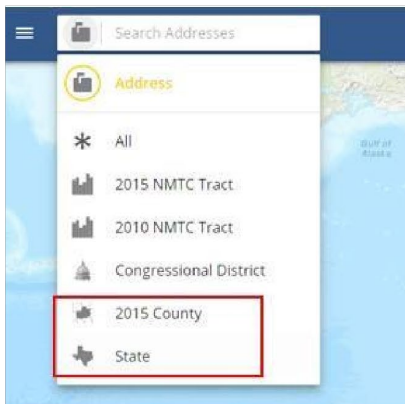 Search Addresses
Address
All
2015 NMTC Tract
2010 NMTC Tract
Congressional District
2015 County
State
Gulf of
Alaska